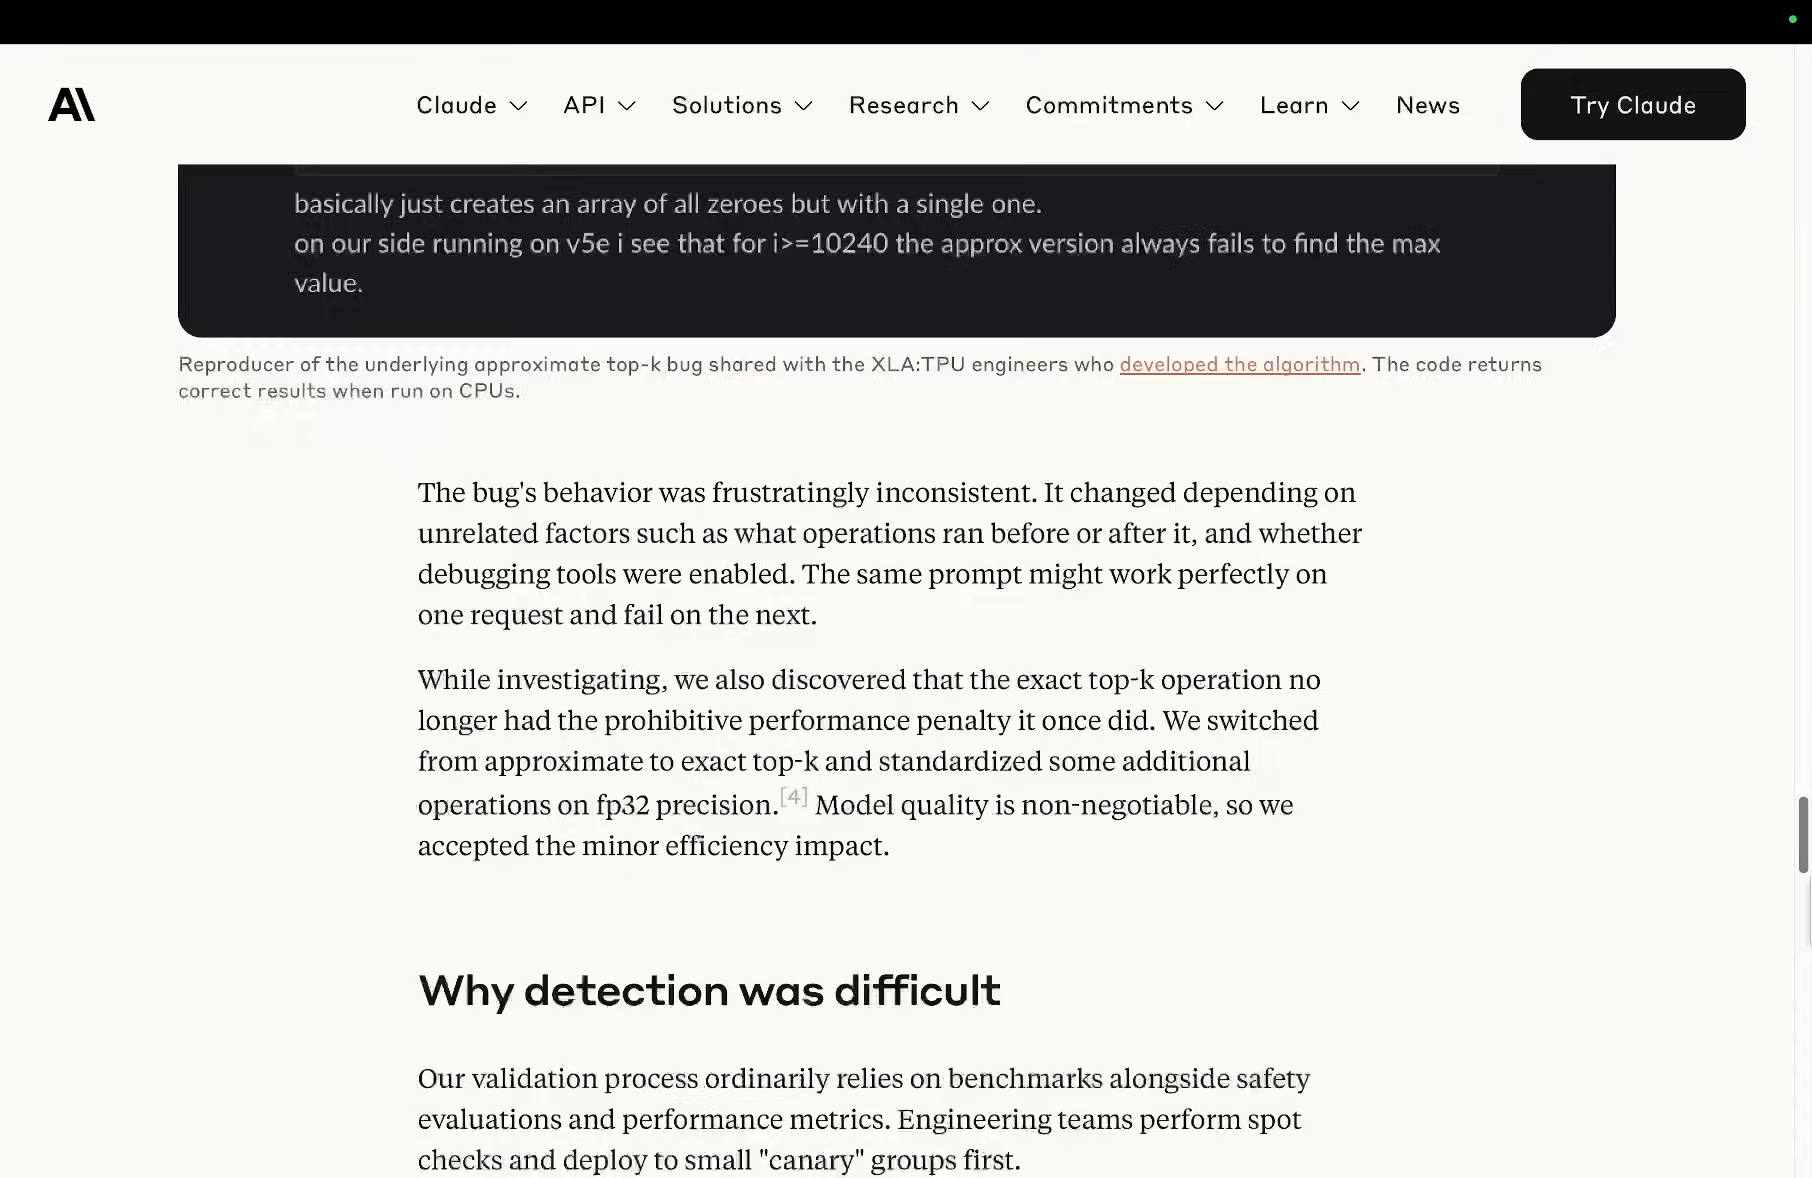 Claude API Solutions Research Commitments Learn News Try Claude
basically just creates an array of all zeroes but with a single one.
on our side running on v5e i see that for i>=10240 the approx version always fails to find the max
value.
Reproducer of the underlying approximate top-k bug shared with the XLA:TPU engineers who developed the algorithm. The code returns
correct results when run on CPUs.
The bug's behavior was frustratingly inconsistent. It changed depending on
unrelated factors such as what operations ran before or after it, and whether
debugging tools were enabled. The same prompt might work perfectly on
one request and fail on the next.
While investigating, we also discovered that the exact top-k operation no
longer had the prohibitive performance penalty it once did. We switched
from approximate to exact top-k and standardized some additional
operations on fp32 precision.[4] Model quality is non-negotiable, so we
accepted the minor efficiency impact.
Why detection was difficult
Our validation process ordinarily relies on benchmarks alongside safety
evaluations and performance metrics. Engineering teams perform spot
checks and deploy to small "canary" groups first.